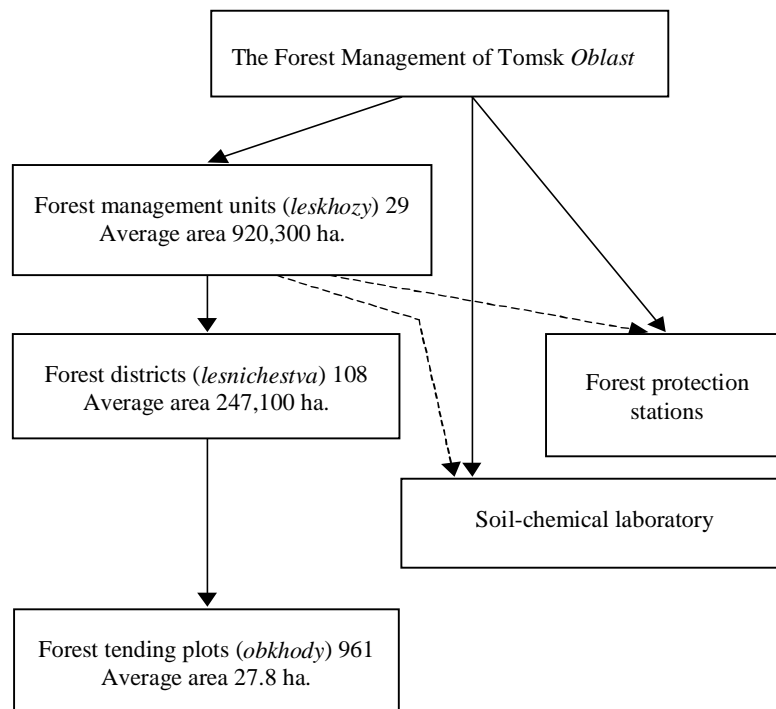 The Forest Management of Tomsk Oblast
Forest management units (leskhozy) 29
Average area 920,300 ha.
Forest districts (lesnichestva) 108
Average area 247,100 ha.
Forest protection
stations
Soil-chemical laboratory
Forest tending plots (obkhody) 961
Average area 27.8 ha.